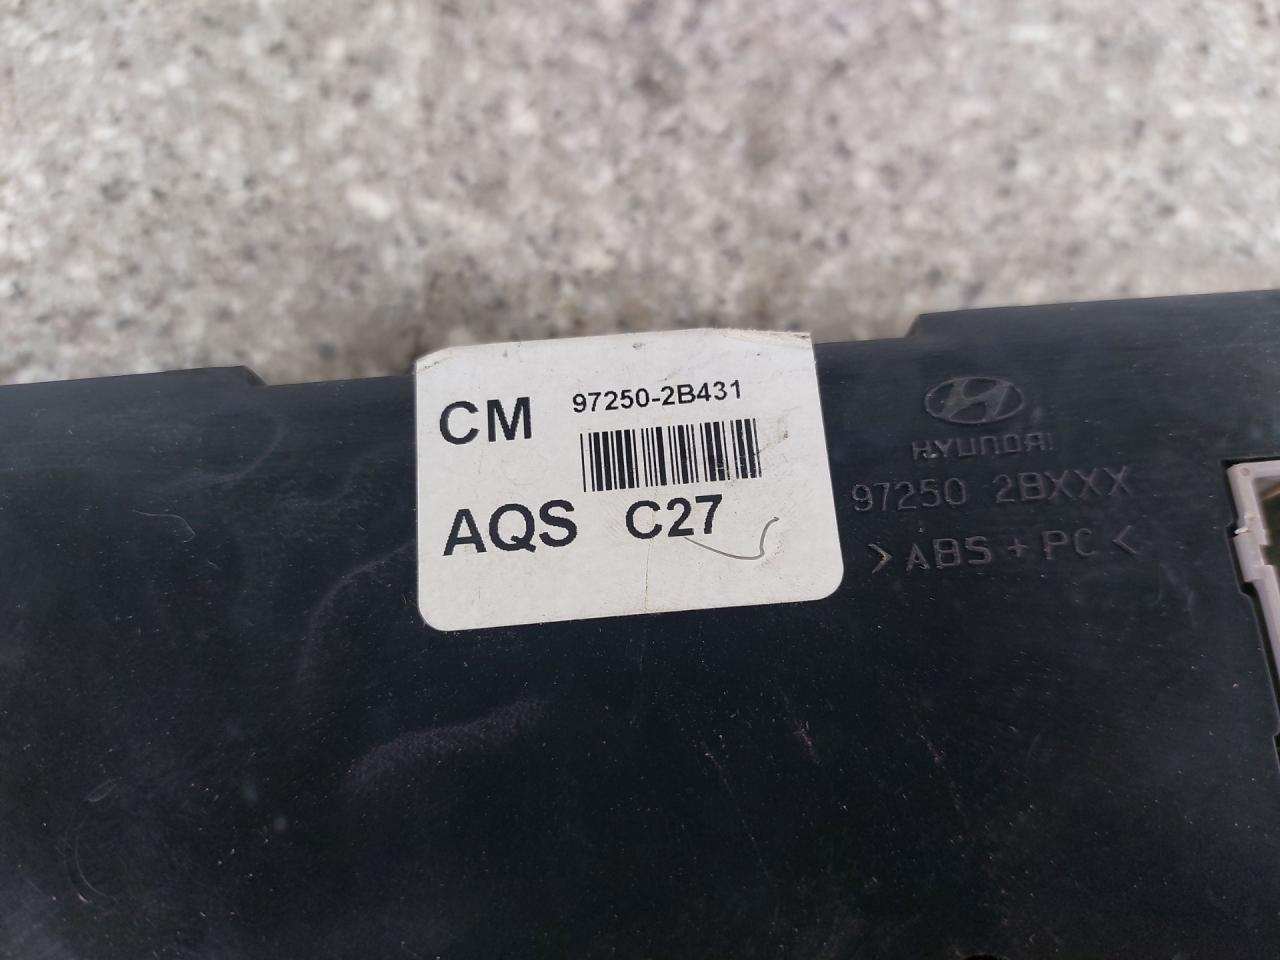 CM 97250-2B431
AQS C27
HYUNDAI
97250 2BXXX
>ABS + PC<